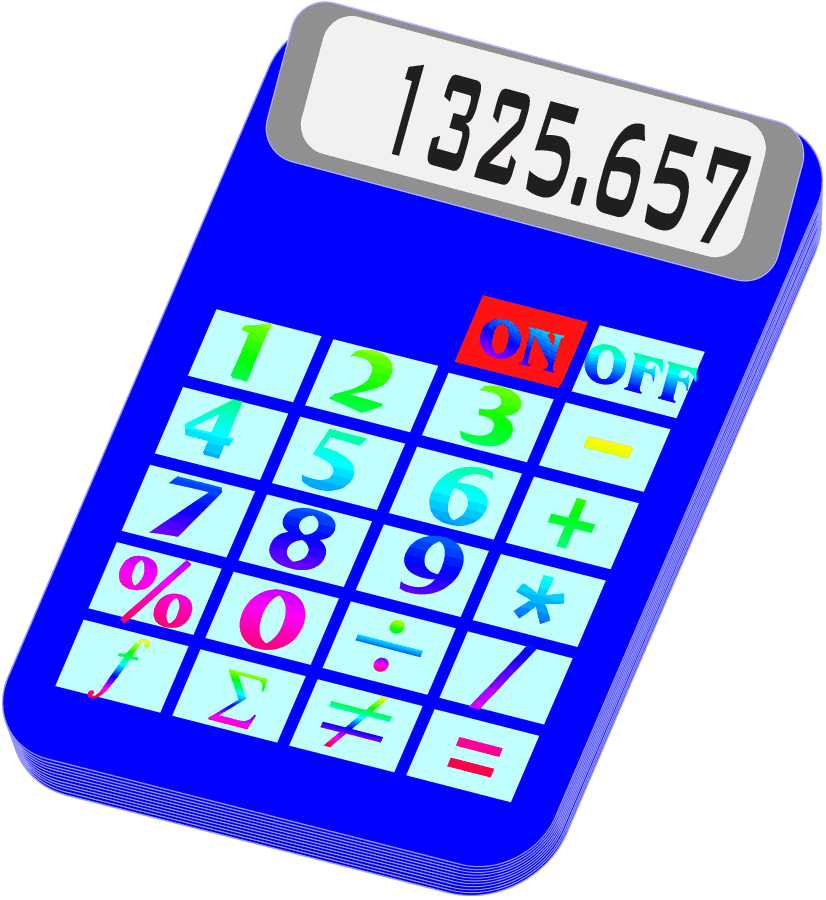 1325.657
ON OFF
1 2 3 -
4 5 6 +
7 8 9 *
% 0 ÷ /
f Σ ≠ =